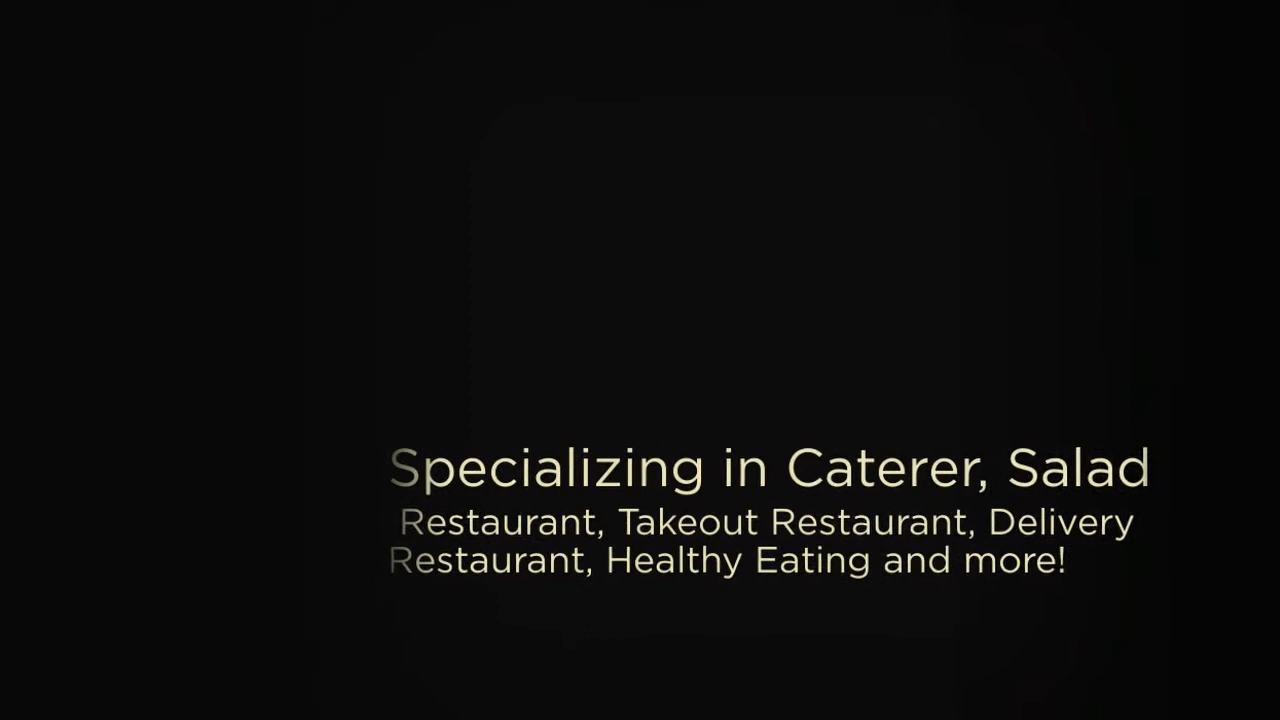 Specializing in Caterer, Salad
Restaurant, Takeout Restaurant, Delivery
Restaurant, Healthy Eating and more!